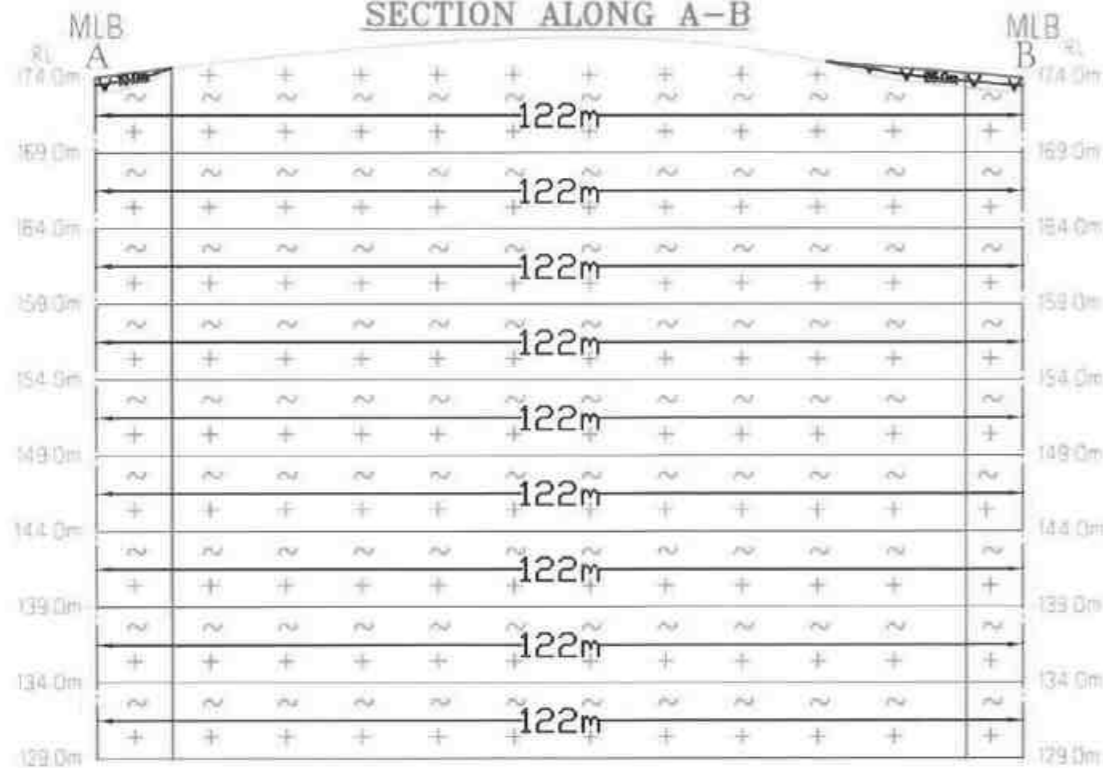 SECTION ALONG A-B
MLB MLB
A B
RL RL
174.0m 174.0m
122m
169.0m 169.0m
122m
164.0m 164.0m
122m
159.0m 159.0m
122m
154.0m 154.0m
122m
149.0m 149.0m
122m
144.0m 144.0m
122m
139.0m 139.0m
122m
134.0m 134.0m
122m
129.0m 129.0m